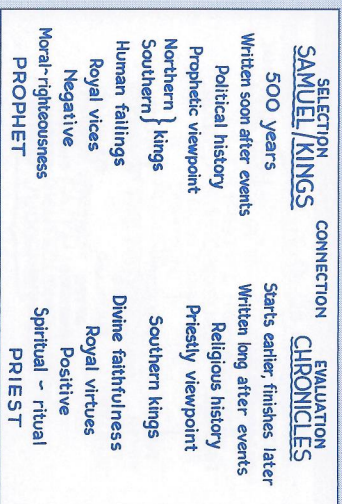 SELECTION CONNECTION EVALUATION
SAMUEL/KINGS CHRONICLES
500 years Starts earlier, finishes later
Written soon after events Written long after events
Political history Religious history
Prophetic viewpoint Priestly viewpoint
Northern } kings
Southern } Southern kings
Human failings Divine faithfulness
Royal vices Royal virtues
Negative Positive
Moral~righteousness Spiritual ~ ritual
PROPHET PRIEST